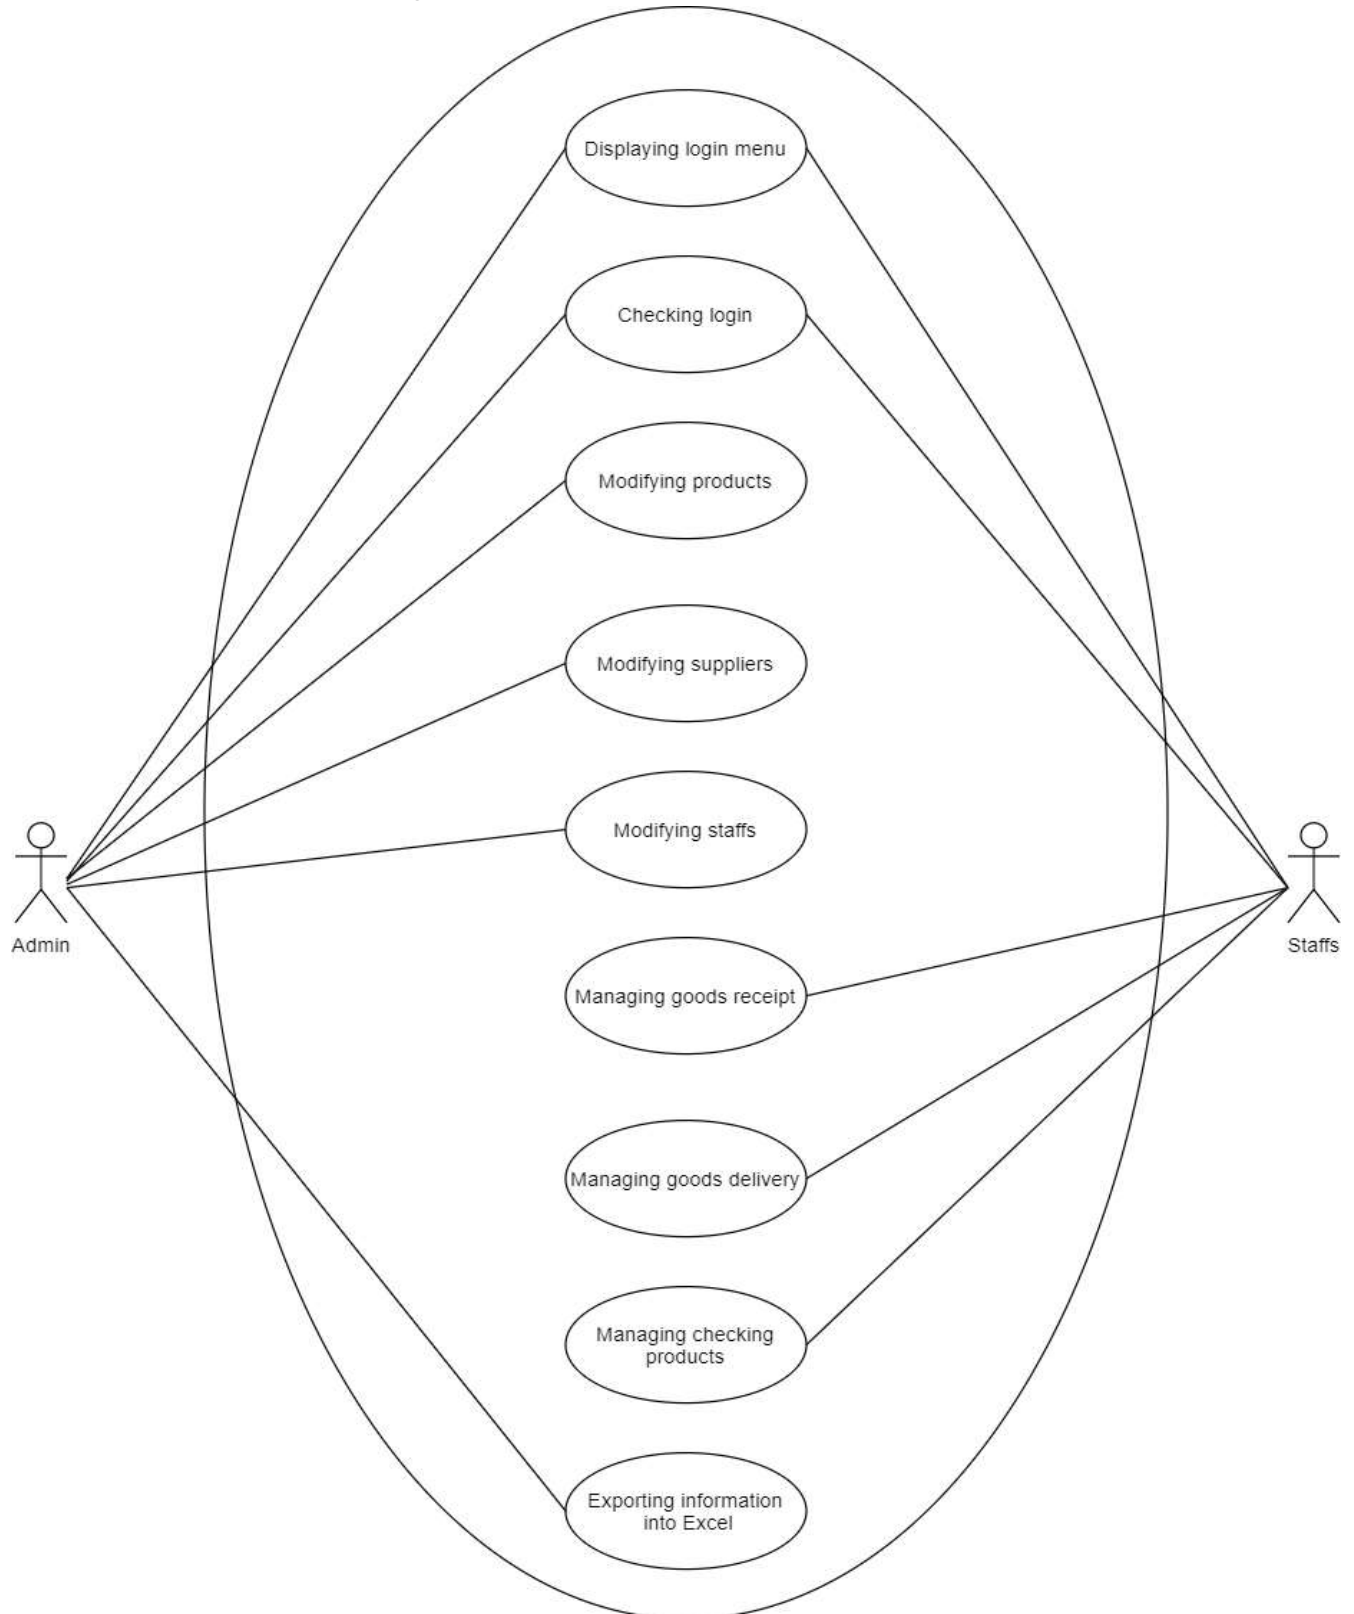 Displaying login menu
Checking login
Modifying products
Modifying suppliers
Modifying staffs
Admin
Staffs
Managing goods receipt
Managing goods delivery
Managing checking
products
Exporting information
into Excel